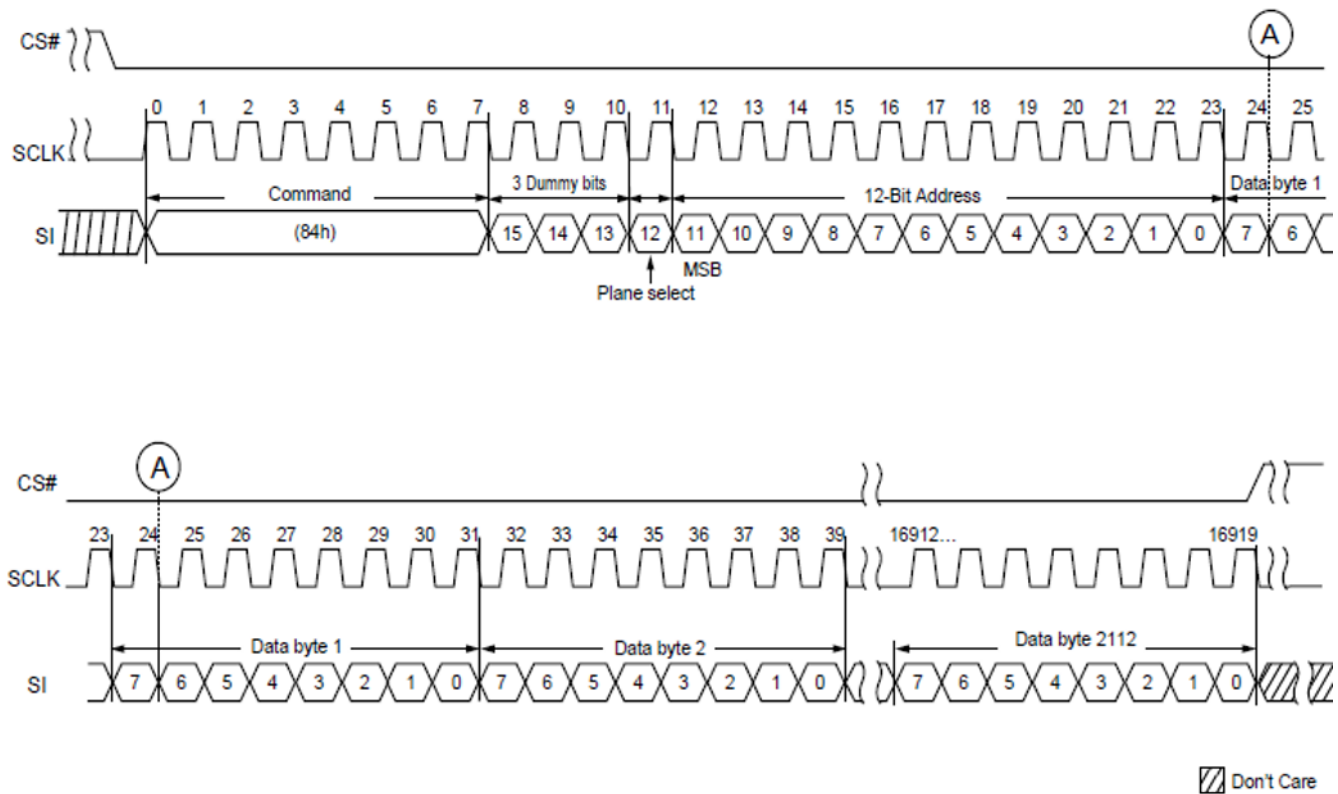 CS#
A
0 1 2 3 4 5 6 7 8 9 10 11 12 13 14 15 16 17 18 19 20 21 22 23 24 25
SCLK
Command 3 Dummy bits 12-Bit Address Data byte 1
SI (84h) 15 14 13 12 11 10 9 8 7 6 5 4 3 2 1 0 7 6
MSB
Plane select
A
CS#
23 24 25 26 27 28 29 30 31 32 33 34 35 36 37 38 39 16912... 16919
SCLK
Data byte 1 Data byte 2 Data byte 2112
SI 7 6 5 4 3 2 1 0 7 6 5 4 3 2 1 0 7 6 5 4 3 2 1 0
Don't Care